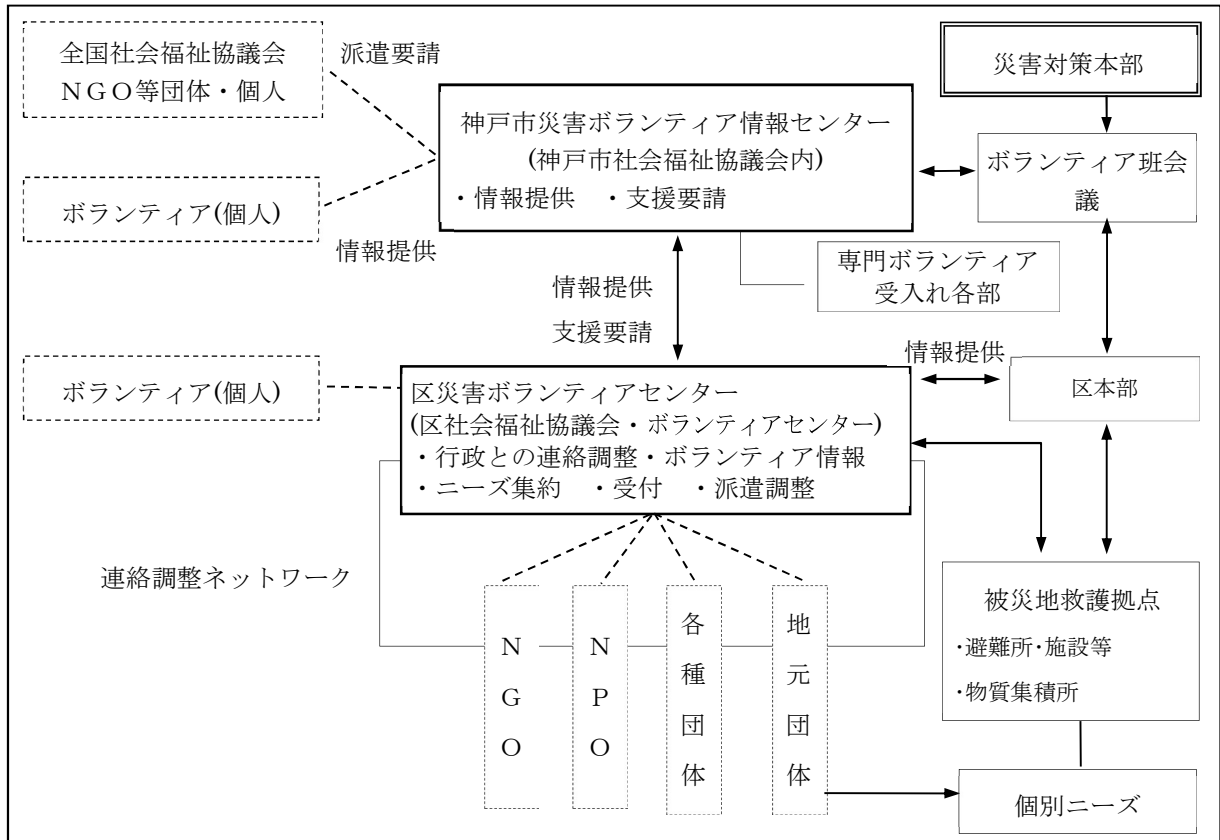 全国社会福祉協議会
ＮＧＯ等団体・個人
派遣要請
災害対策本部
神戸市災害ボランティア情報センター
(神戸市社会福祉協議会内)
・情報提供　・支援要請
ボランティア班会
議
ボランティア(個人)
情報提供
専門ボランティア
受入れ各部
情報提供
支援要請
情報提供
ボランティア(個人)
区災害ボランティアセンター
(区社会福祉協議会・ボランティアセンター)
・行政との連絡調整・ボランティア情報
・ニーズ集約　・受付　・派遣調整
区本部
連絡調整ネットワーク
ＮＧＯ
ＮＰＯ
各種団体
地元団体
被災地救護拠点
・避難所・施設等
・物質集積所
個別ニーズ